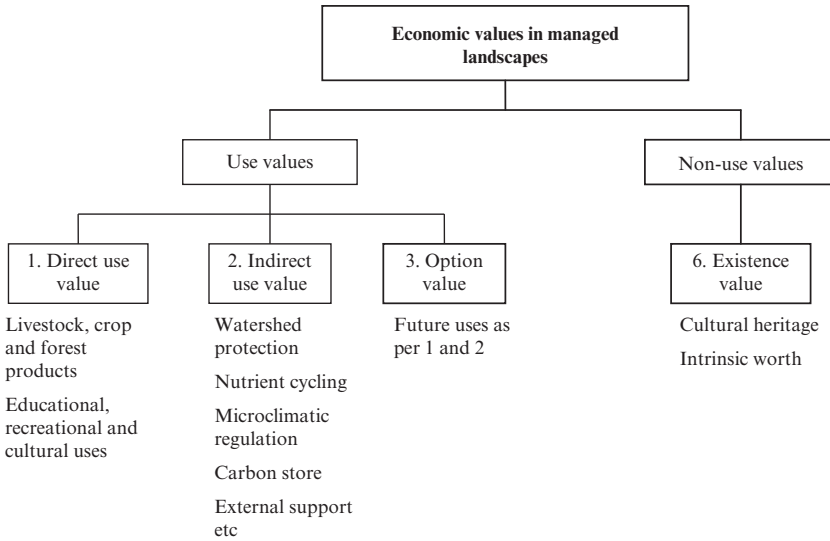 Economic values in managed
landscapes
Use values
Non-use values
1. Direct use
value
2. Indirect
use value
3. Option
value
6. Existence
value
Livestock, crop
and forest
products
Educational,
recreational and
cultural uses
Watershed
protection
Nutrient cycling
Microclimatic
regulation
Carbon store
External support
etc
Future uses as
per 1 and 2
Cultural heritage
Intrinsic worth